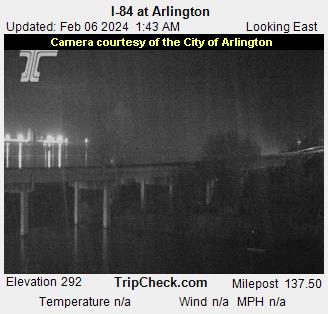 I-84 at Arlington
Updated: Feb 06 2024 1:43 AM Looking East
Camera courtesy of the City of Arlington
Elevation 292 TripCheck.com Milepost 137.50
Temperature n/a Wind n/a MPH n/a